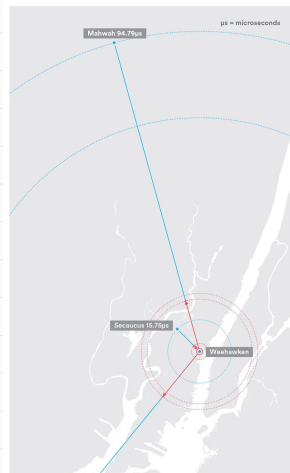 µs = microseconds
Mahwah 94.79µs
Secaucus 15.75µs
Weehawken